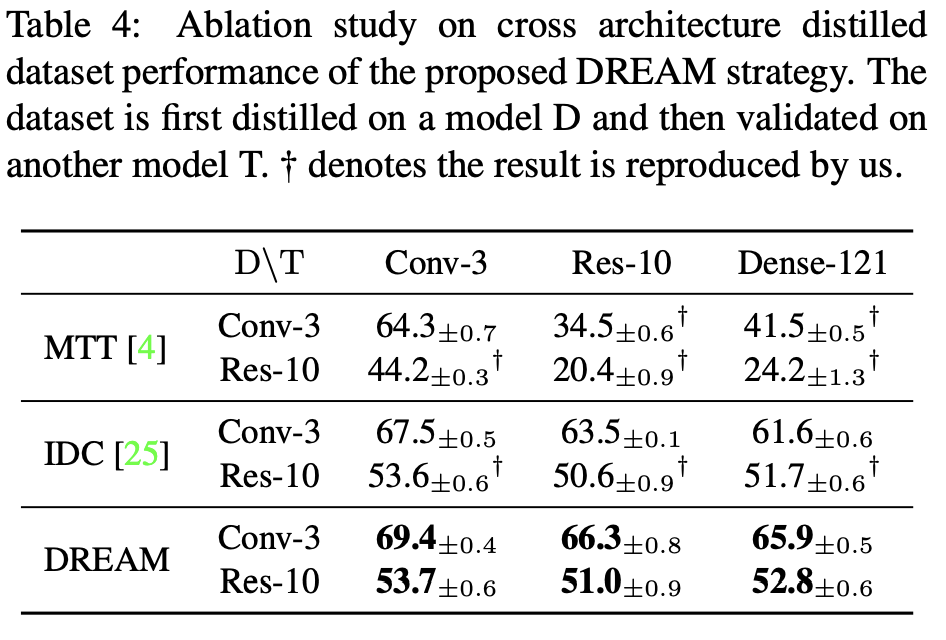 Table 4: Ablation study on cross architecture distilled
dataset performance of the proposed DREAM strategy. The
dataset is first distilled on a model D and then validated on
another model T. † denotes the result is reproduced by us.
D\T Conv-3 Res-10 Dense-121
MTT [4]
Conv-3 64.3±0.7 34.5±0.6† 41.5±0.5†
Res-10 44.2±0.3† 20.4±0.9† 24.2±1.3†
IDC [25]
Conv-3 67.5±0.5 63.5±0.1 61.6±0.6
Res-10 53.6±0.6† 50.6±0.9† 51.7±0.6†
DREAM
Conv-3 69.4±0.4 66.3±0.8 65.9±0.5
Res-10 53.7±0.6 51.0±0.9 52.8±0.6